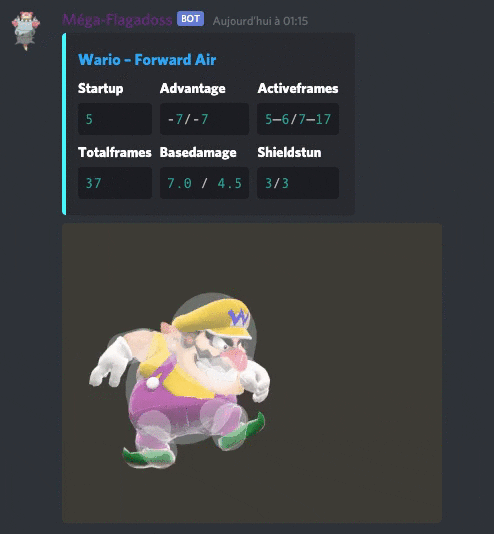 Méga-Flagadoss BOT Aujourd'hui à 01:15
Wario – Forward Air
Startup Advantage Activeframes
5 -7/-7 5—6/7—17
Totalframes Basedamage Shieldstun
37 7.0 / 4.5 3/3
W